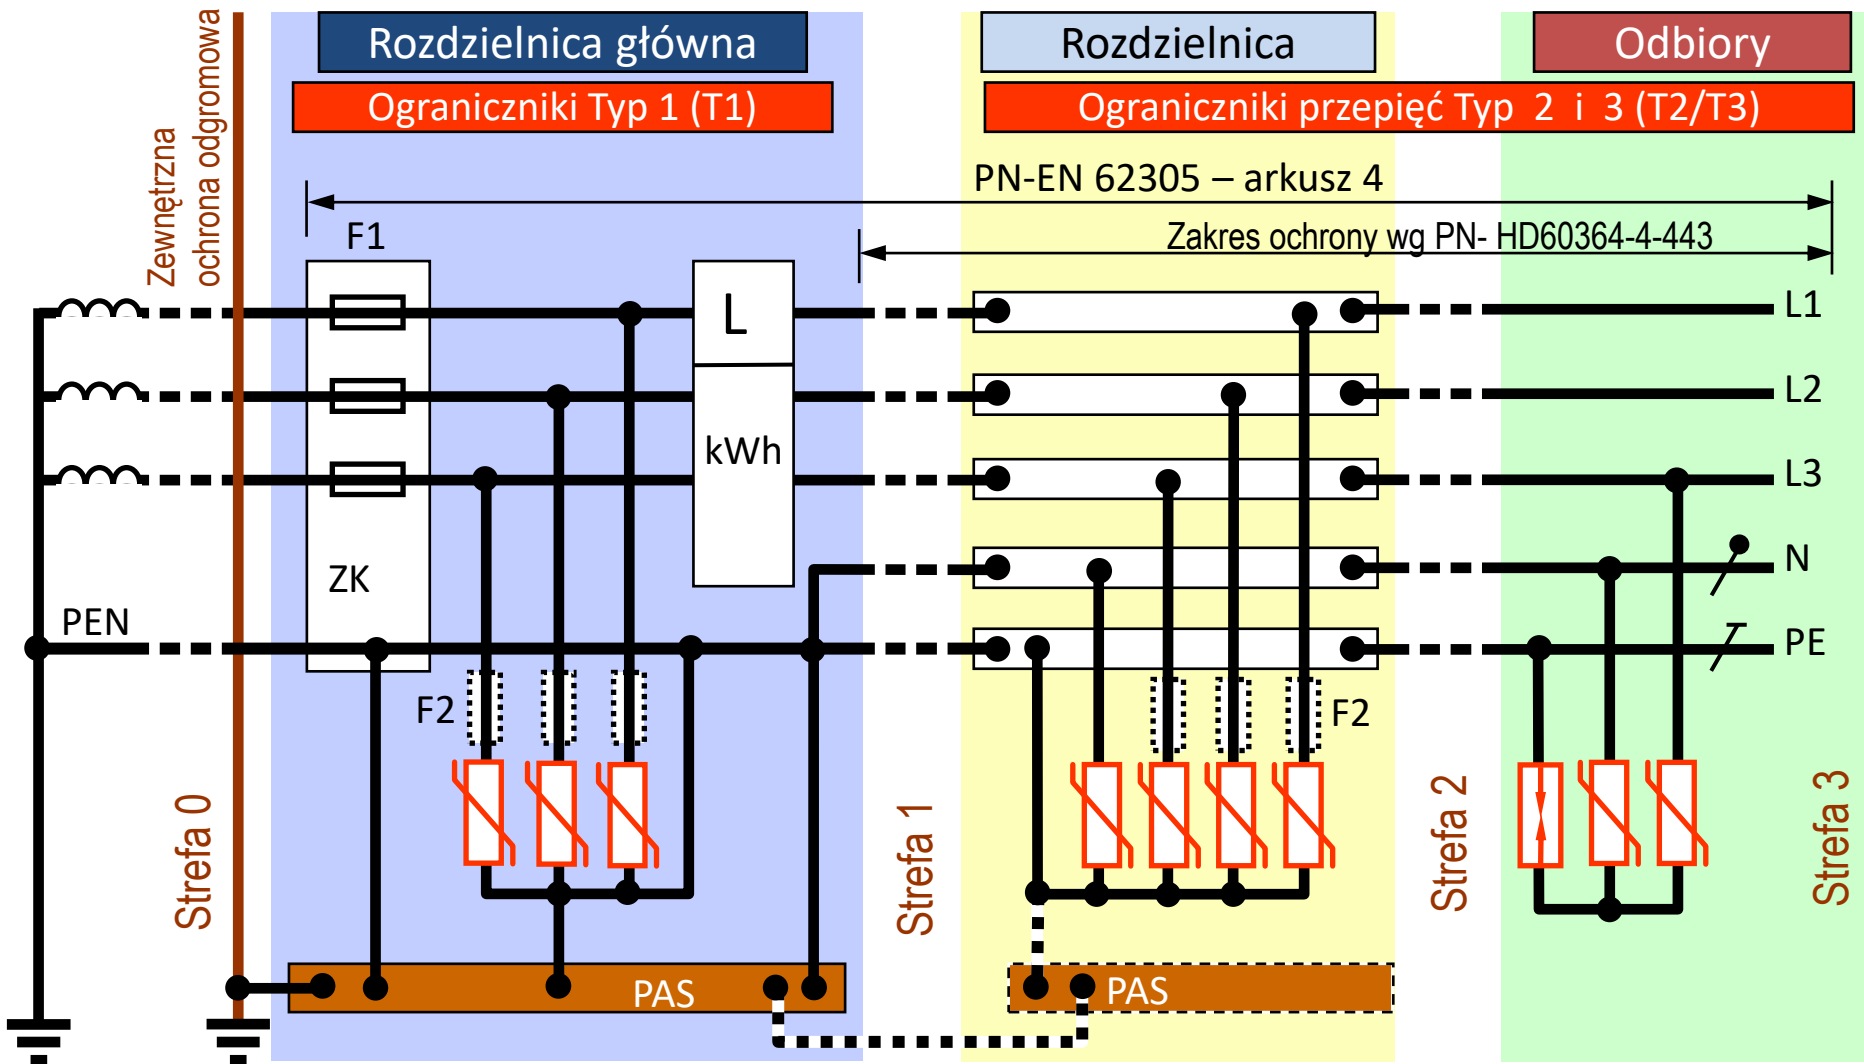 Rozdzielnica główna
Rozdzielnica
Odbiory
Ograniczniki Typ 1 (T1)
Ograniczniki przepięć Typ 2 i 3 (T2/T3)
Zewnętrzna
ochrona odgromowa
PN-EN 62305 – arkusz 4
Zakres ochrony wg PN- HD60364-4-443
F1
L
kWh
ZK
PEN
L1
L2
L3
N
PE
F2
F2
Strefa 0
Strefa 1
Strefa 2
Strefa 3
PAS
PAS